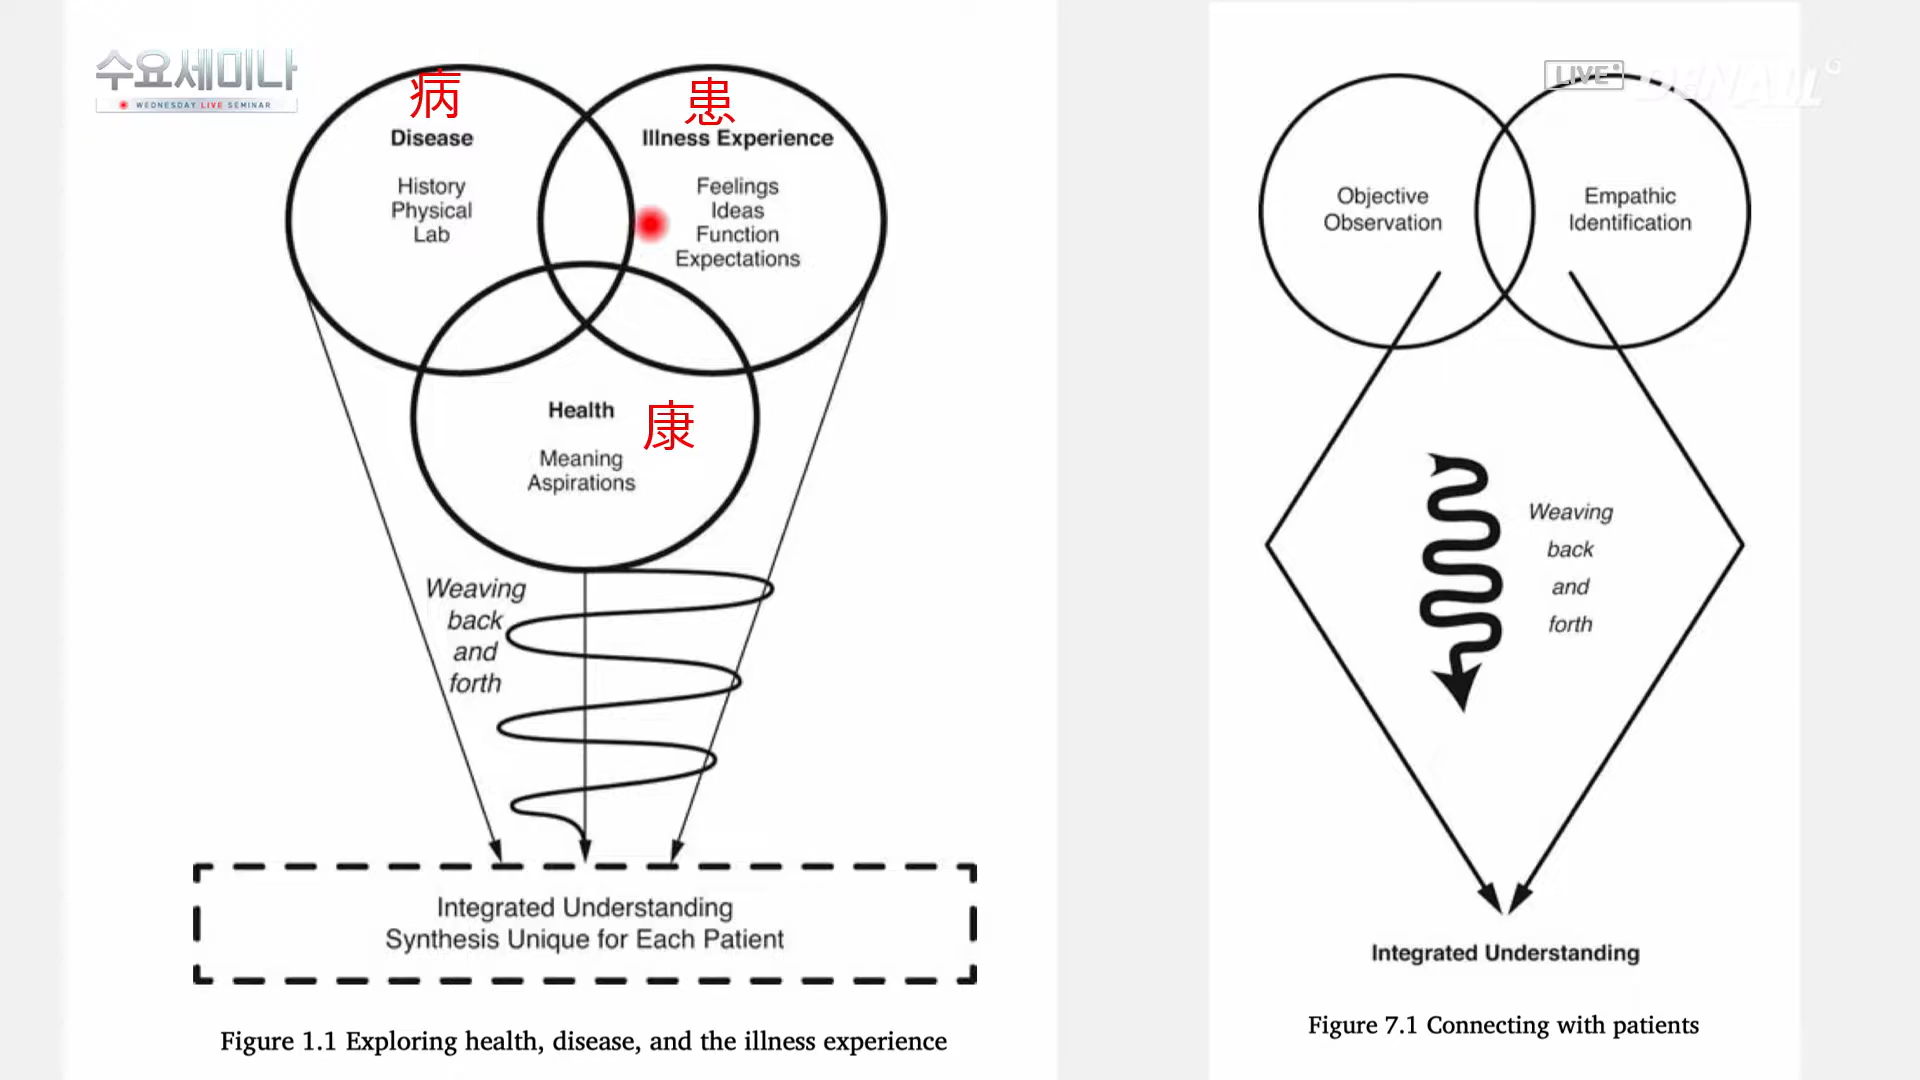 수요세미나
WEDNESDAY LIVE SEMINAR
病
Disease
History
Physical
Lab
患
Illness Experience
Feelings
Ideas
Function
Expectations
Health
康
Meaning
Aspirations
Weaving
back
and
forth
Integrated Understanding
Synthesis Unique for Each Patient
Figure 1.1 Exploring health, disease, and the illness experience
LIVE
DENALL
Objective
Observation
Empathic
Identification
Weaving
back
and
forth
Integrated Understanding
Figure 7.1 Connecting with patients